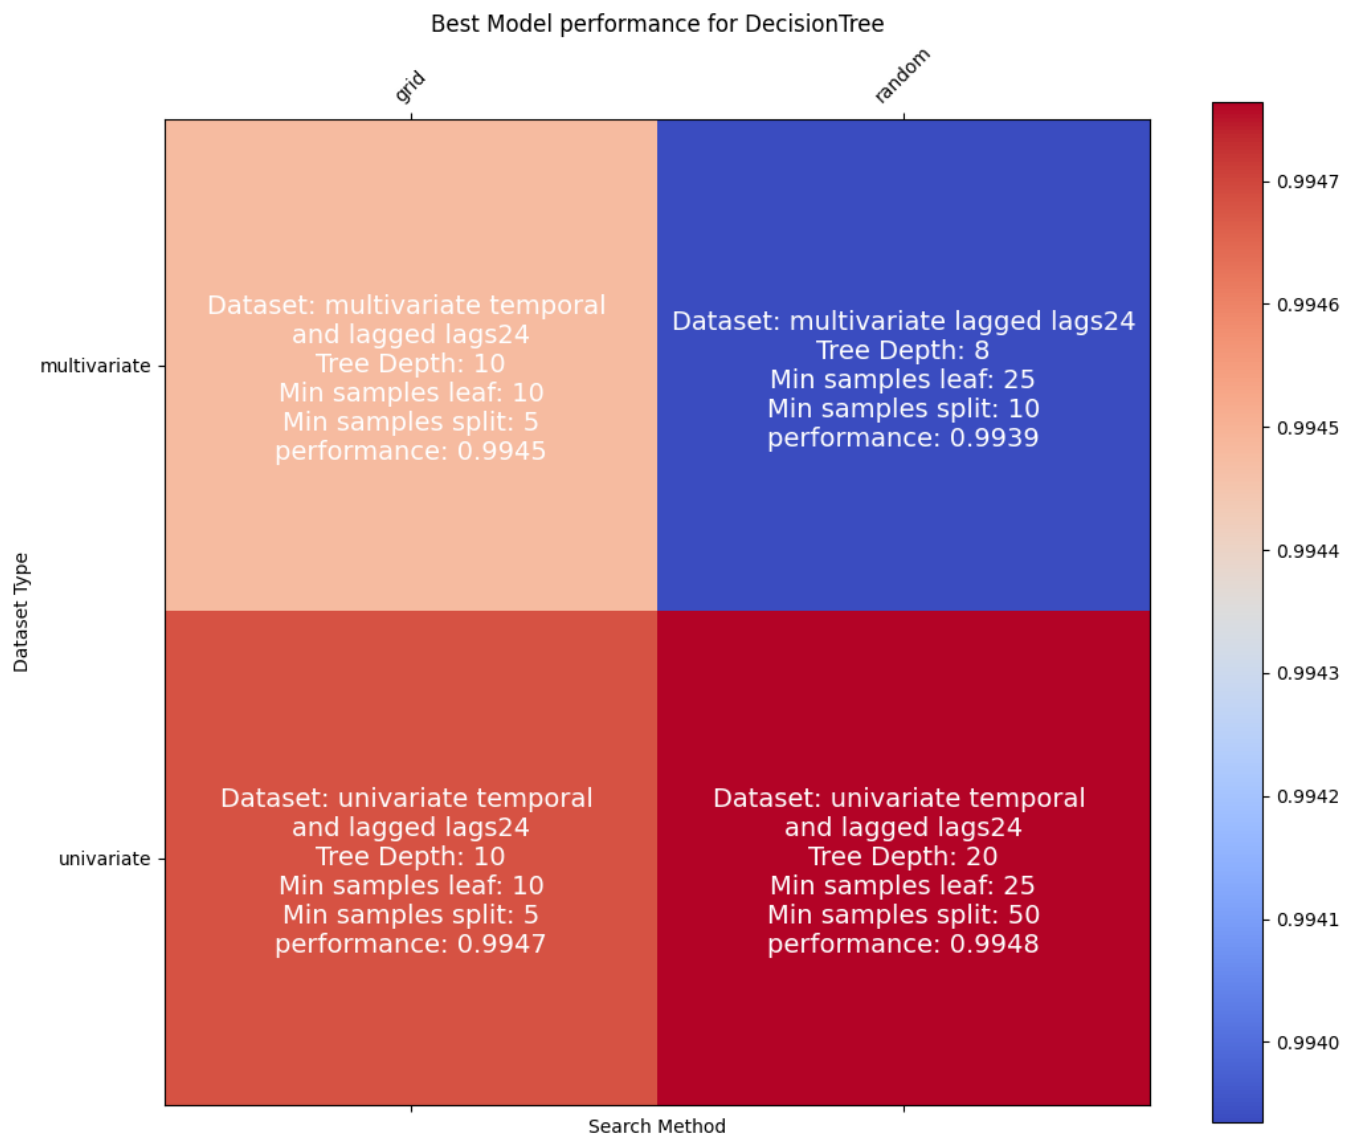 Best Model performance for DecisionTree
grid
random
Dataset: multivariate temporal
and lagged lags24
Tree Depth: 10
Min samples leaf: 10
Min samples split: 5
performance: 0.9945
Dataset: multivariate lagged lags24
Tree Depth: 8
Min samples leaf: 25
Min samples split: 10
performance: 0.9939
multivariate
Dataset Type
univariate
Dataset: univariate temporal
and lagged lags24
Tree Depth: 10
Min samples leaf: 10
Min samples split: 5
performance: 0.9947
Dataset: univariate temporal
and lagged lags24
Tree Depth: 20
Min samples leaf: 25
Min samples split: 50
performance: 0.9948
Search Method
0.9947
0.9946
0.9945
0.9944
0.9943
0.9942
0.9941
0.9940